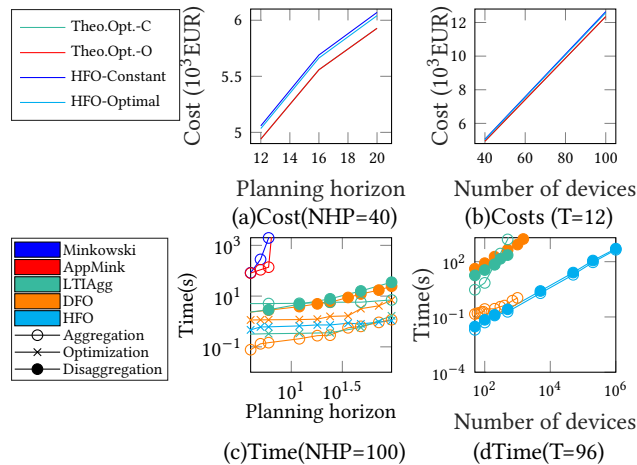 Theo.Opt.-C
Theo.Opt.-O
HFO-Constant
HFO-Optimal
Cost (10³EUR)
6
5.5
5
12 14 16 18 20
Planning horizon
(a)Cost(NHP=40)
Cost (10³EUR)
12
10
8
6
40 60 80 100
Number of devices
(b)Costs (T=12)
Minkowski
AppMink
LTIAgg
DFO
HFO
Aggregation
Optimization
Disaggregation
Time(s)
10³
10¹
10⁻¹
10¹ 10¹·⁵
Planning horizon
(c)Time(NHP=100)
Time(s)
10²
10⁻¹
10⁻⁴
10² 10⁴ 10⁶
Number of devices
(dTime(T=96)